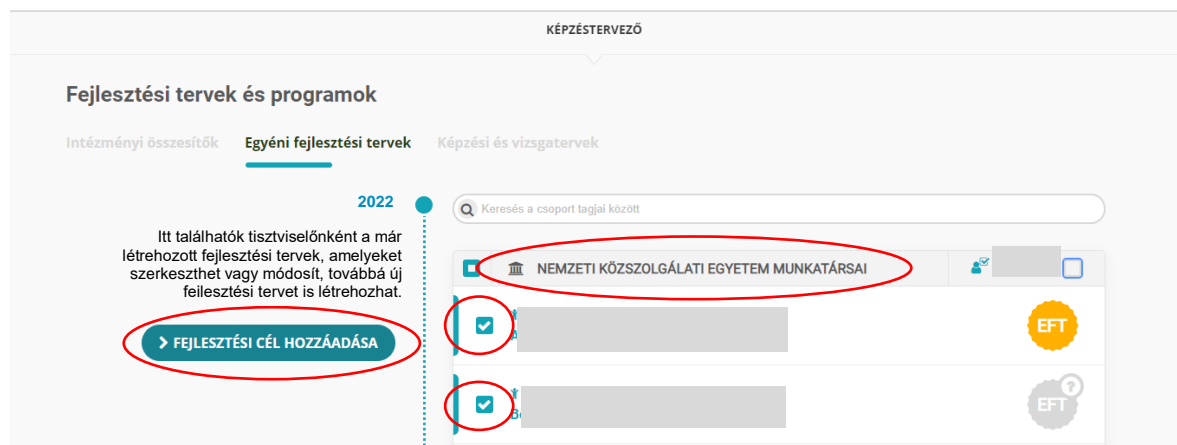 KÉPZÉSTERVEZŐ
Fejlesztési tervek és programok
Intézményi összesítők Egyéni fejlesztési tervek Képzési és vizsgatervek
2022
Keresés a csoport tagjai között
Itt találhatók tisztviselőnként a már
létrehozott fejlesztési tervek, amelyeket
szerkeszthet vagy módosít, továbbá új
fejlesztési tervet is létrehozhat.
FEJLESZTÉSI CÉL HOZZÁADÁSA
NEMZETI KÖZSZOLGÁLATI EGYETEM MUNKATÁRSAI
EFT
EFT
?